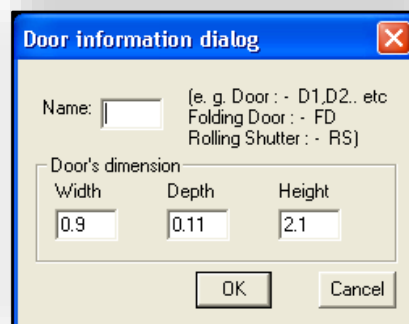 Door information dialog
Name: (e. g. Door : - D1,D2.. etc
Folding Door : - FD
Rolling Shutter : - RS)
Door's dimension
Width Depth Height
0.9 0.11 2.1
OK Cancel